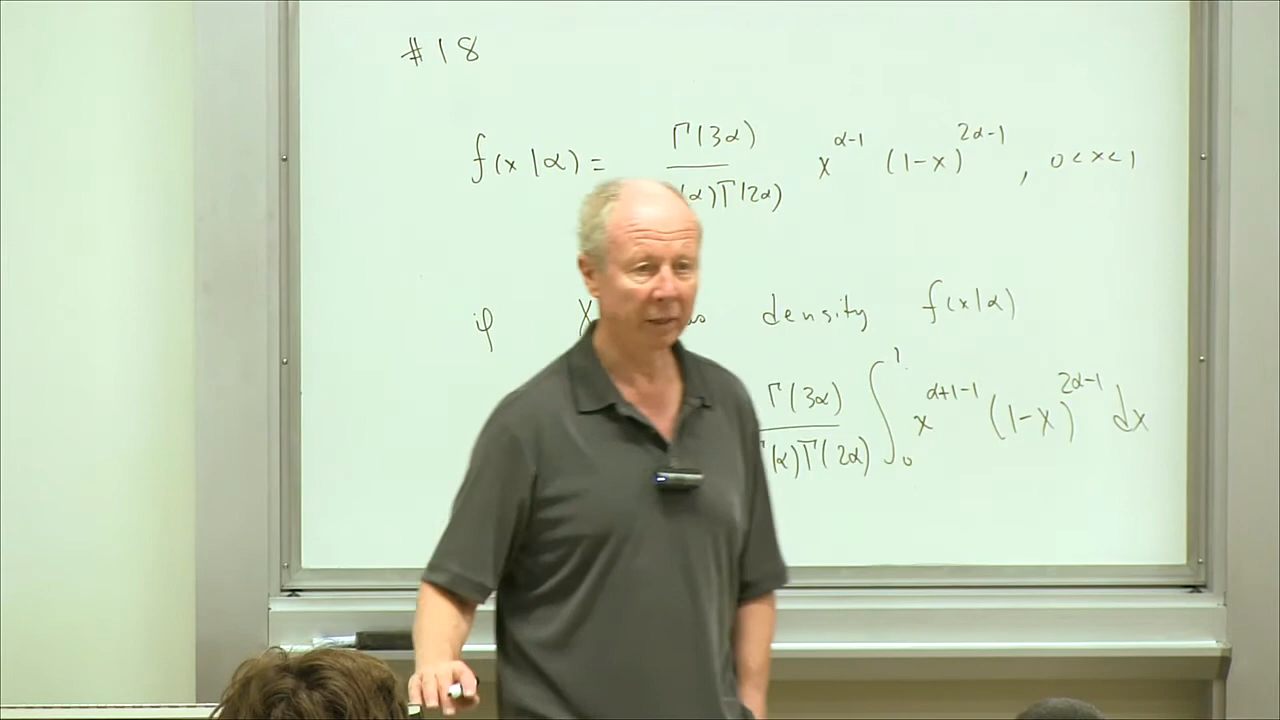 #18
f(x|α) = Γ(3α) / (α)Γ(2α) x^{α-1} (1-x)^{2α-1} , 0<x<1
if X density f(x|α)
Γ(3α) / Γ(α)Γ(2α) ∫_0^1 x^{α+1-1} (1-x)^{2α-1} dx